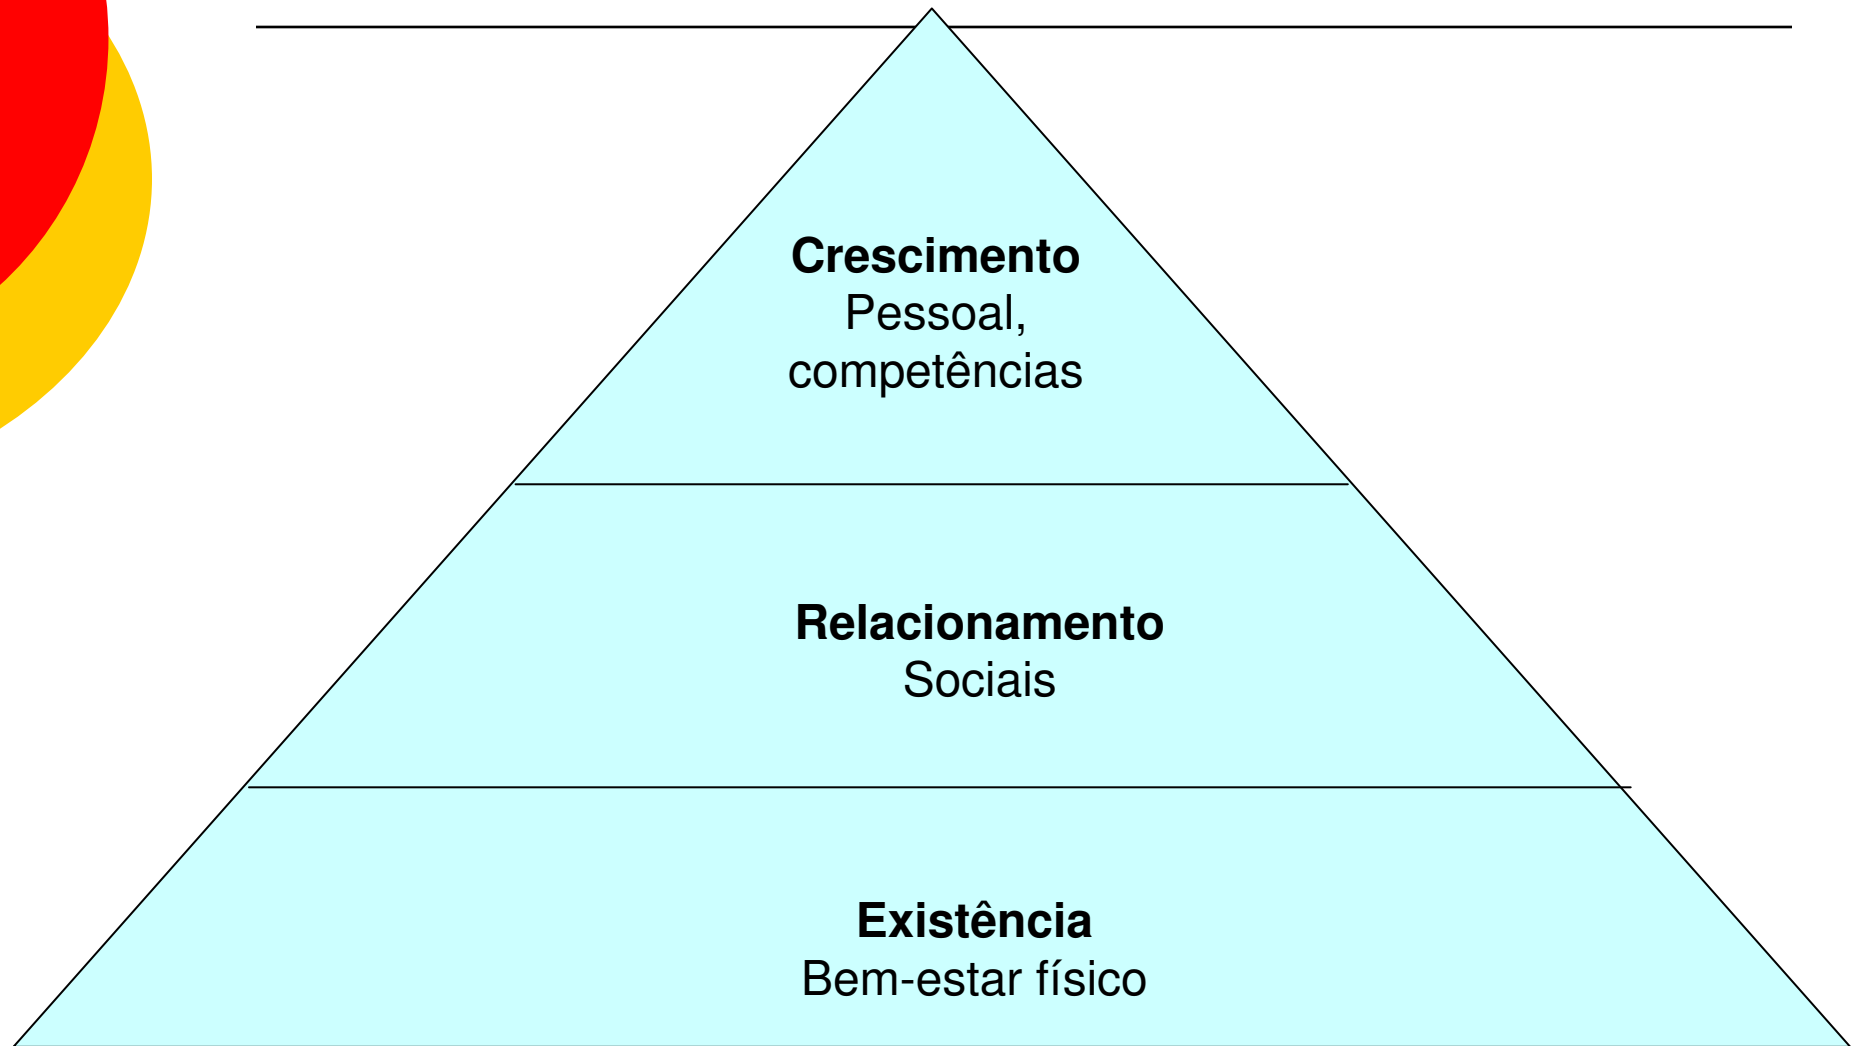 Crescimento
Pessoal,
competências
Relacionamento
Sociais
Existência
Bem-estar físico